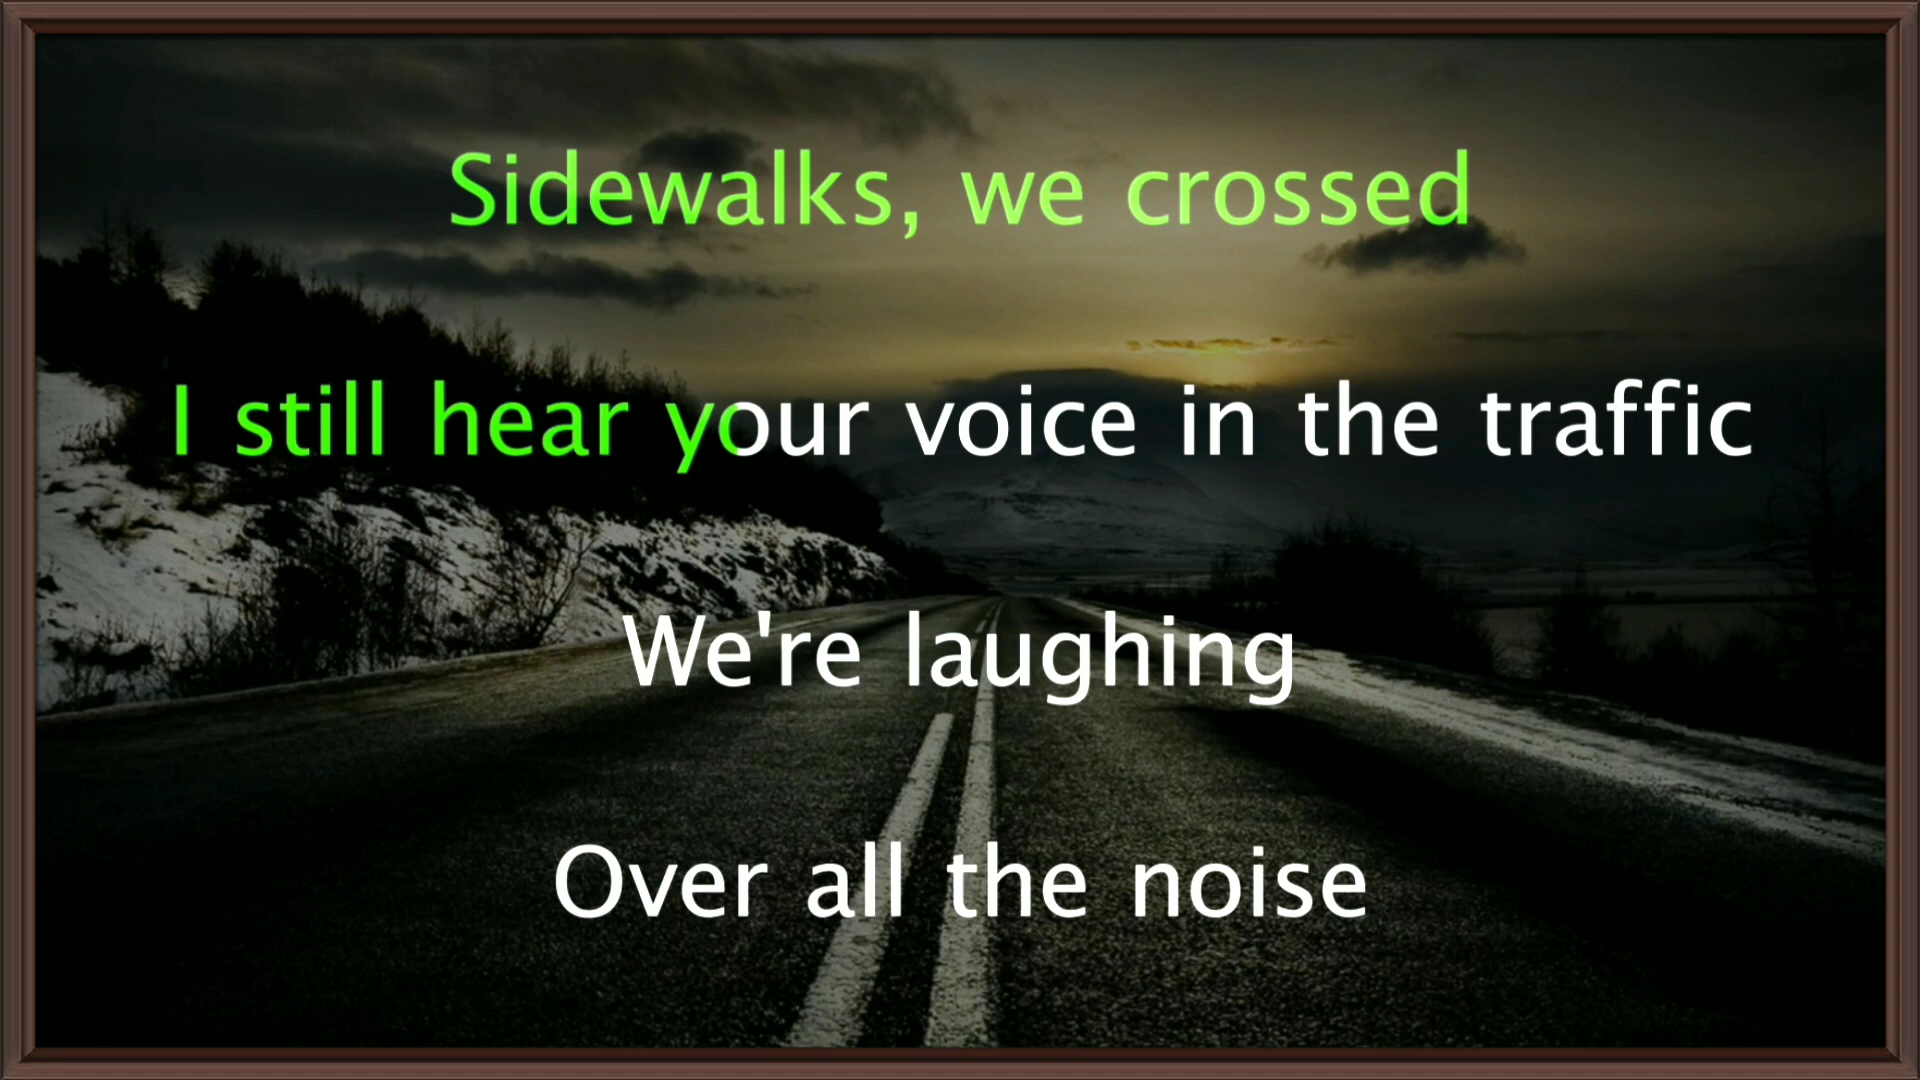 Sidewalks, we crossed
I still hear your voice in the traffic
We're laughing
Over all the noise